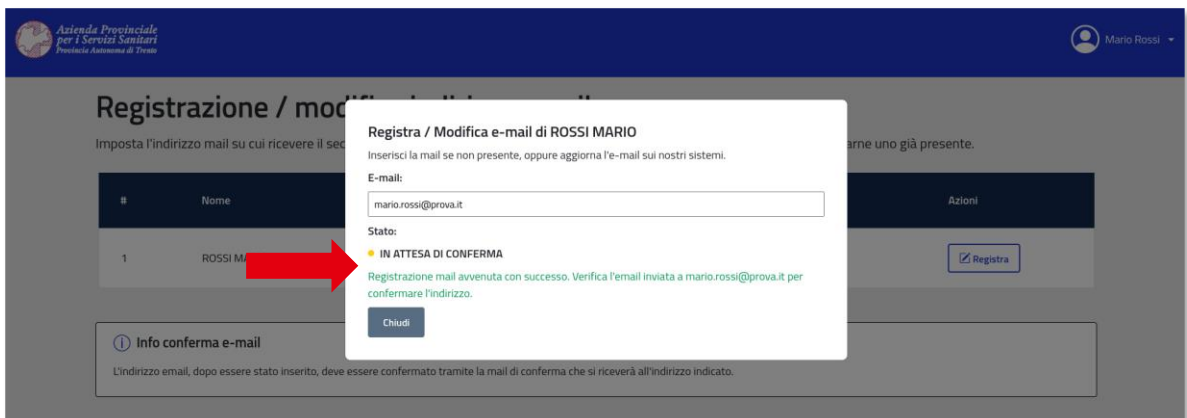 Azienda Provinciale
per i Servizi Sanitari
Provincia Autonoma di Trento
Mario Rossi
Registrazione / mod
Imposta l'indirizzo mail su cui ricevere il sec
arne uno già presente.
Registra / Modifica e-mail di ROSSI MARIO
Inserisci la mail se non presente, oppure aggiorna l'e-mail sui nostri sistemi.
E-mail:
mario.rossi@prova.it
Stato:
IN ATTESA DI CONFERMA
Registrazione mail avvenuta con successo. Verifica l'email inviata a mario.rossi@prova.it per
confermare l'indirizzo.
Chiudi
# Nome Azioni
1 ROSSI MA Registra
Info conferma e-mail
L'indirizzo email, dopo essere stato inserito, deve essere confermato tramite la mail di conferma che si riceverà all'indirizzo indicato.